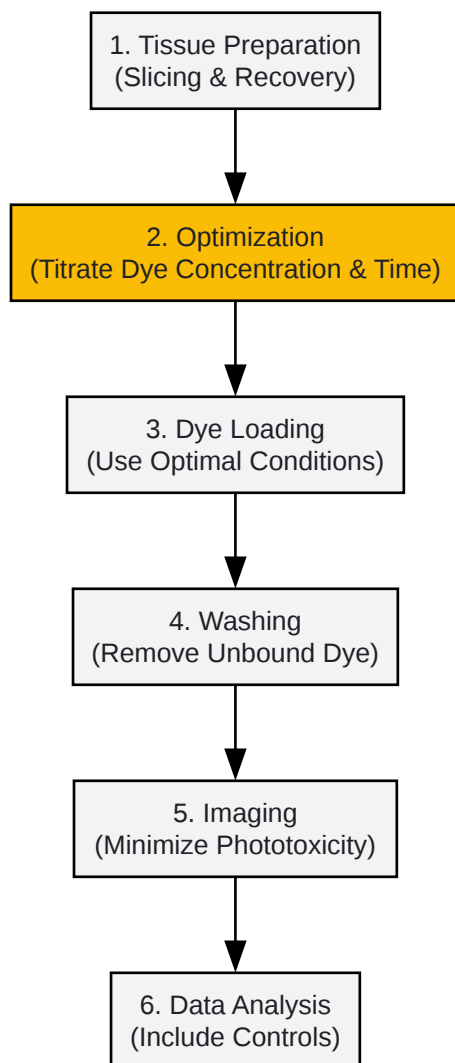 1. Tissue Preparation
(Slicing & Recovery)
2. Optimization
(Titrate Dye Concentration & Time)
3. Dye Loading
(Use Optimal Conditions)
4. Washing
(Remove Unbound Dye)
5. Imaging
(Minimize Phototoxicity)
6. Data Analysis
(Include Controls)